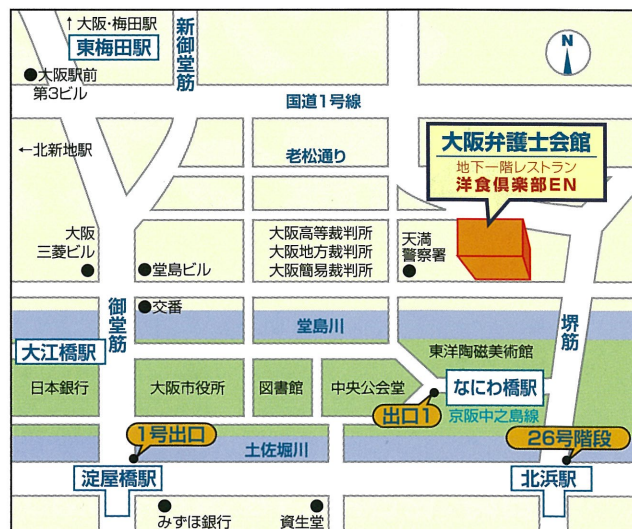 ↑大阪・梅田駅
東梅田駅
新御堂筋
N
大阪駅前
第3ビル
国道1号線
←北新地駅
老松通り
大阪弁護士会館
地下一階レストラン
洋食倶楽部EN
大阪
三菱ビル
堂島ビル
大阪高等裁判所
大阪地方裁判所
大阪簡易裁判所
天満
警察署
御堂筋
交番
堂島川
堺筋
大江橋駅
東洋陶磁美術館
日本銀行
大阪市役所
図書館
中央公会堂
なにわ橋駅
出口1
京阪中之島線
1号出口
土佐堀川
26号階段
淀屋橋駅
北浜駅
みずほ銀行
資生堂